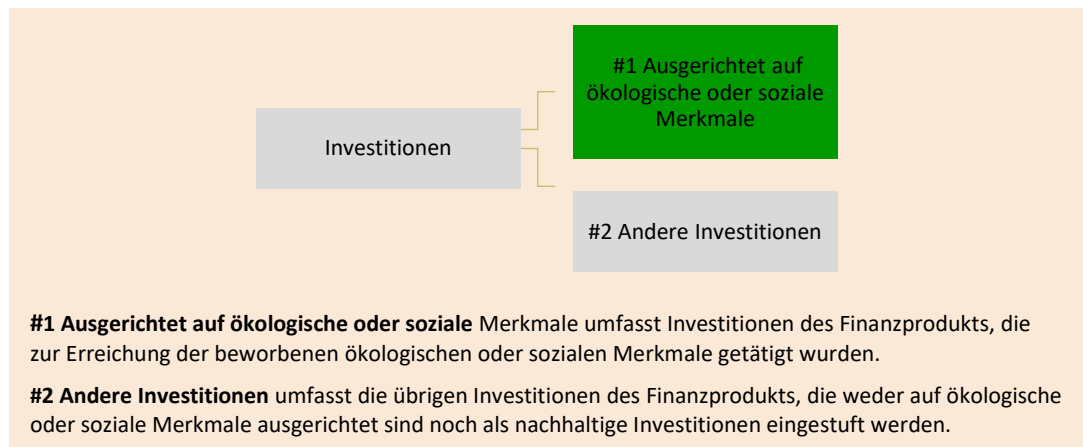 #1 Ausgerichtet auf
ökologische oder soziale
Merkmale
Investitionen
#2 Andere Investitionen
#1 Ausgerichtet auf ökologische oder soziale Merkmale umfasst Investitionen des Finanzprodukts, die
zur Erreichung der beworbenen ökologischen oder sozialen Merkmale getätigt wurden.
#2 Andere Investitionen umfasst die übrigen Investitionen des Finanzprodukts, die weder auf ökologische
oder soziale Merkmale ausgerichtet sind noch als nachhaltige Investitionen eingestuft werden.